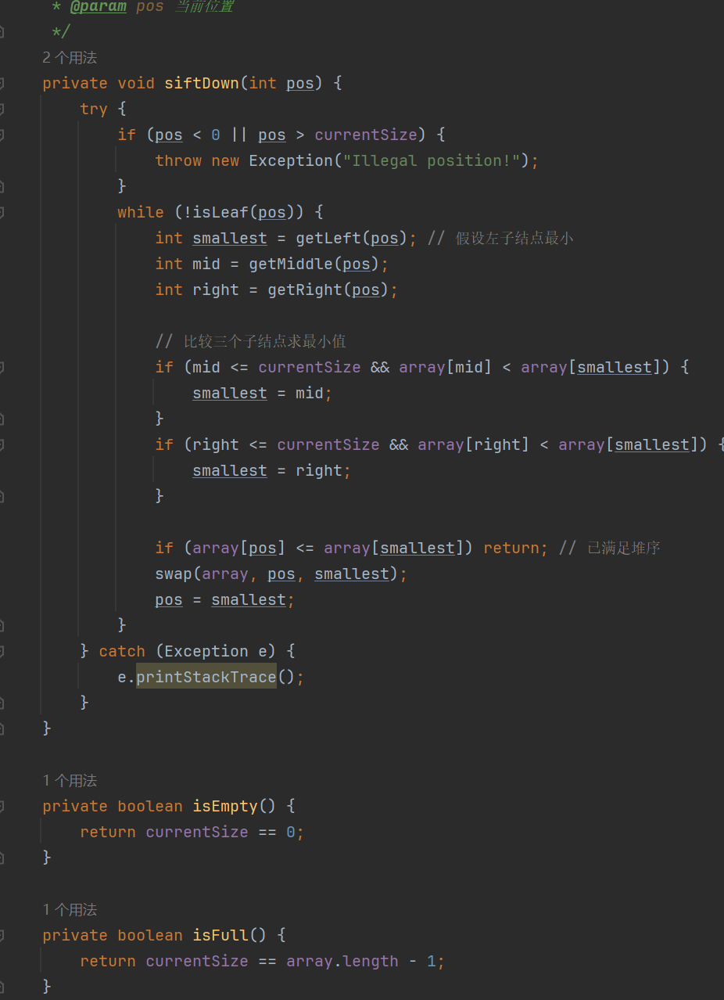 * @param pos 当前位置
*/
2 个用法
private void siftDown(int pos) {
try {
if (pos < 0 || pos > currentSize) {
throw new Exception("Illegal position!");
}
while (!isLeaf(pos)) {
int smallest = getLeft(pos); // 假设左子结点最小
int mid = getMiddle(pos);
int right = getRight(pos);
// 比较三个子结点求最小值
if (mid <= currentSize && array[mid] < array[smallest]) {
smallest = mid;
}
if (right <= currentSize && array[right] < array[smallest]) {
smallest = right;
}
if (array[pos] <= array[smallest]) return; // 已满足堆序
swap(array, pos, smallest);
pos = smallest;
}
} catch (Exception e) {
e.printStackTrace();
}
}
1 个用法
private boolean isEmpty() {
return currentSize == 0;
}
1 个用法
private boolean isFull() {
return currentSize == array.length - 1;
}